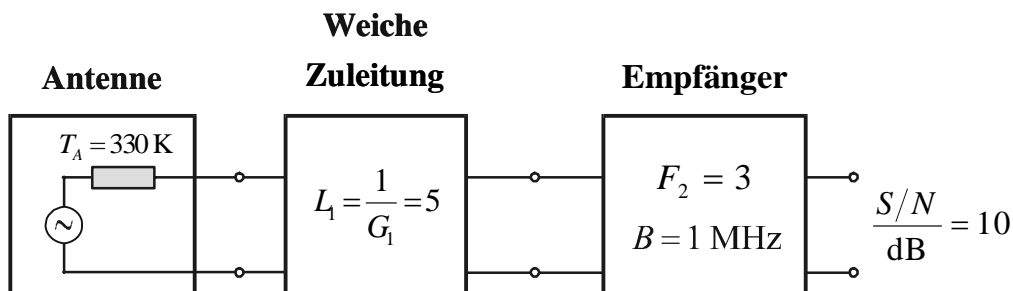 Weiche
Antenne Zuleitung Empfänger
T_A = 330 K
L_1 = 1/G_1 = 5
F_2 = 3
B = 1 MHz
S/N / dB = 10